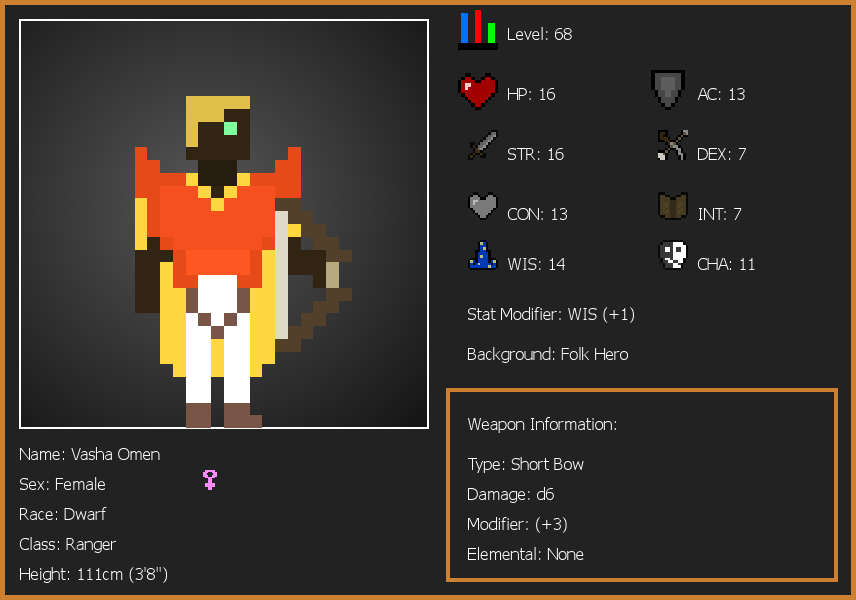 Level: 68
HP: 16
AC: 13
STR: 16
DEX: 7
CON: 13
INT: 7
WIS: 14
CHA: 11
Stat Modifier: WIS (+1)
Background: Folk Hero
Weapon Information:
Type: Short Bow
Damage: d6
Modifier: (+3)
Elemental: None
Name: Vasha Omen
Sex: Female
Race: Dwarf
Class: Ranger
Height: 111cm (3'8")